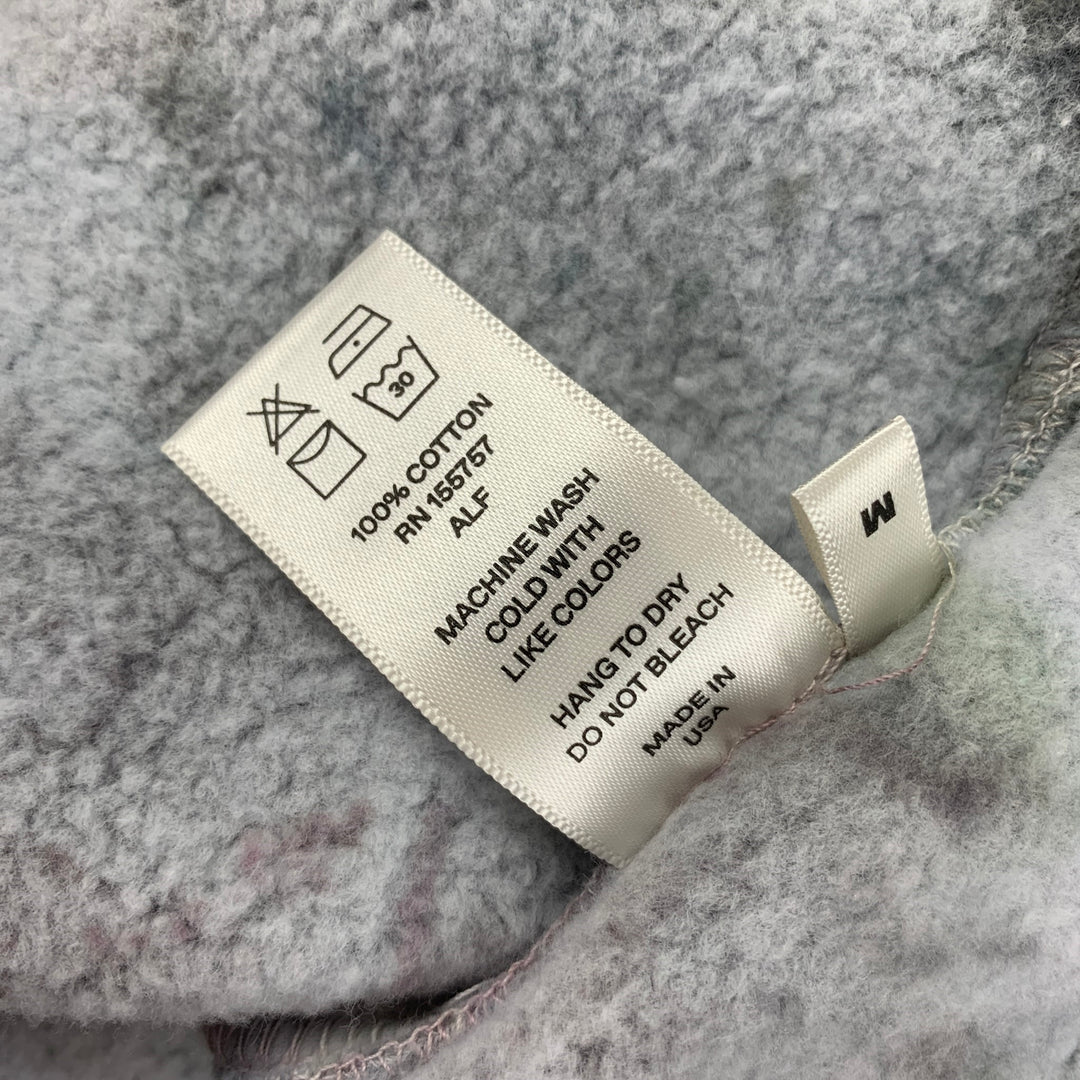 30
100% COTTON
RN 155757
ALF
MACHINE WASH
COLD WITH
LIKE COLORS
HANG TO DRY
DO NOT BLEACH
MADE IN
USA
M